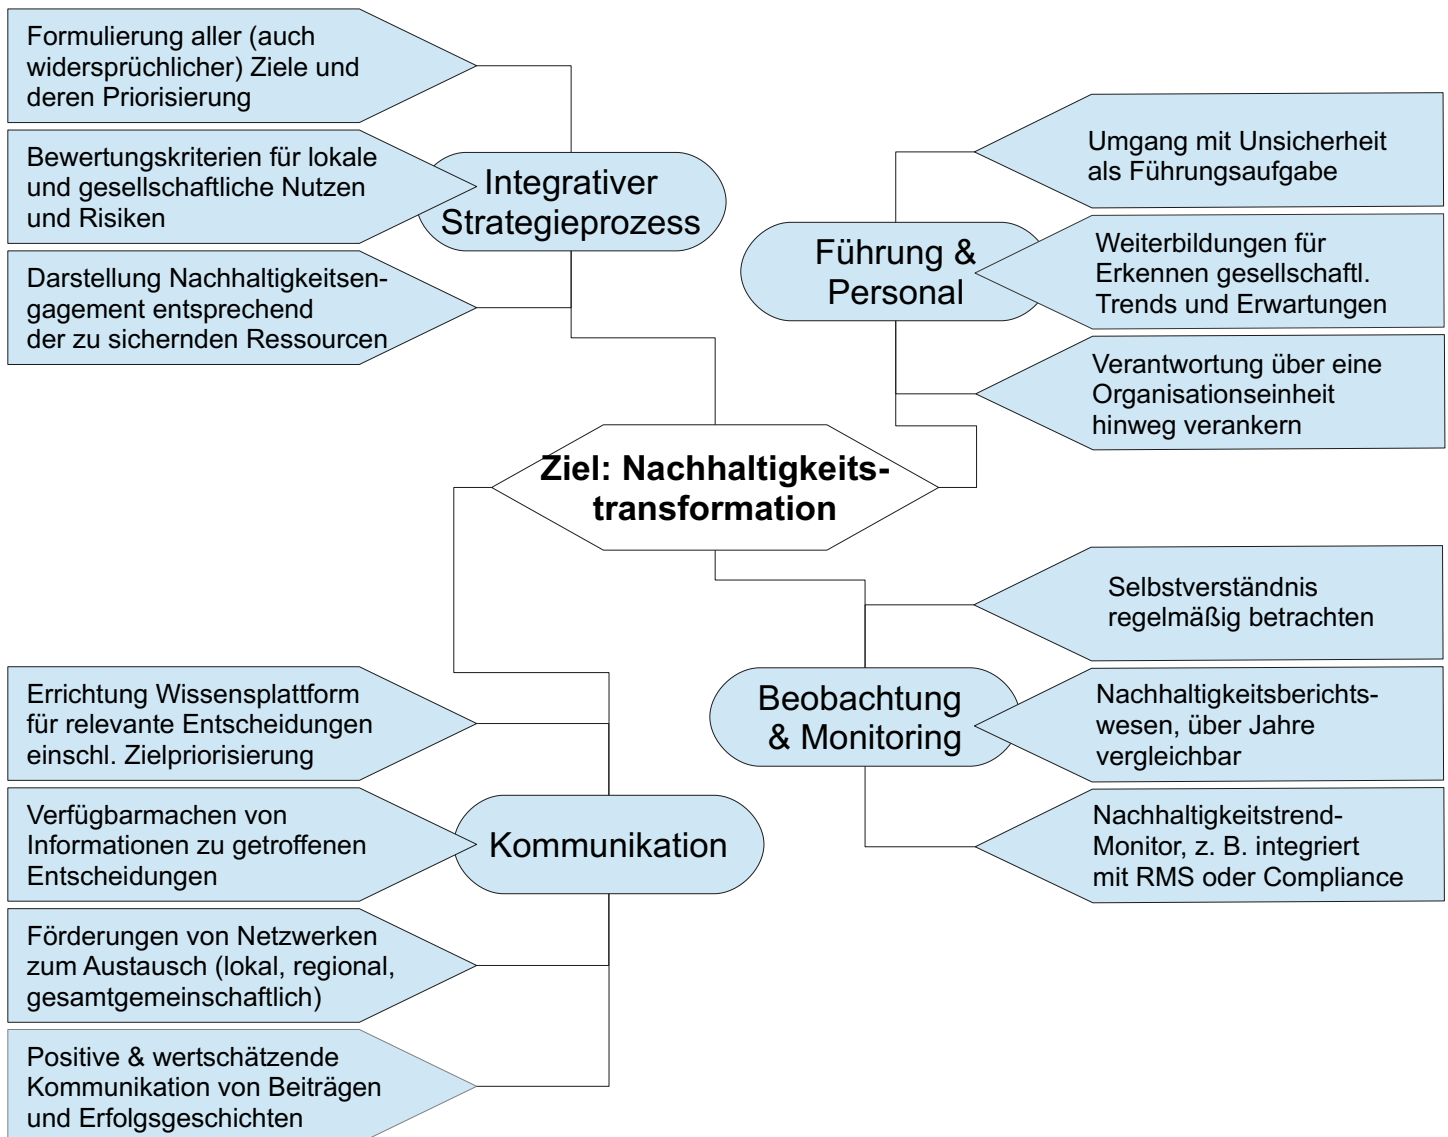 Formulierung aller (auch
widersprüchlicher) Ziele und
deren Priorisierung
Bewertungskriterien für lokale
und gesellschaftliche Nutzen
und Risiken
Darstellung Nachhaltigkeitsen-
gagement entsprechend
der zu sichernden Ressourcen
Integrativer
Strategieprozess
Umgang mit Unsicherheit
als Führungsaufgabe
Weiterbildungen für
Erkennen gesellschaftl.
Trends und Erwartungen
Verantwortung über eine
Organisationseinheit
hinweg verankern
Führung &
Personal
Ziel: Nachhaltigkeits-
transformation
Errichtung Wissensplattform
für relevante Entscheidungen
einschl. Zielpriorisierung
Verfügbarmachen von
Informationen zu getroffenen
Entscheidungen
Förderungen von Netzwerken
zum Austausch (lokal, regional,
gesamtgemeinschaftlich)
Positive & wertschätzende
Kommunikation von Beiträgen
und Erfolgsgeschichten
Kommunikation
Selbstverständnis
regelmäßig betrachten
Nachhaltigkeitsberichts-
wesen, über Jahre
vergleichbar
Nachhaltigkeitstrend-
Monitor, z. B. integriert
mit RMS oder Compliance
Beobachtung
& Monitoring